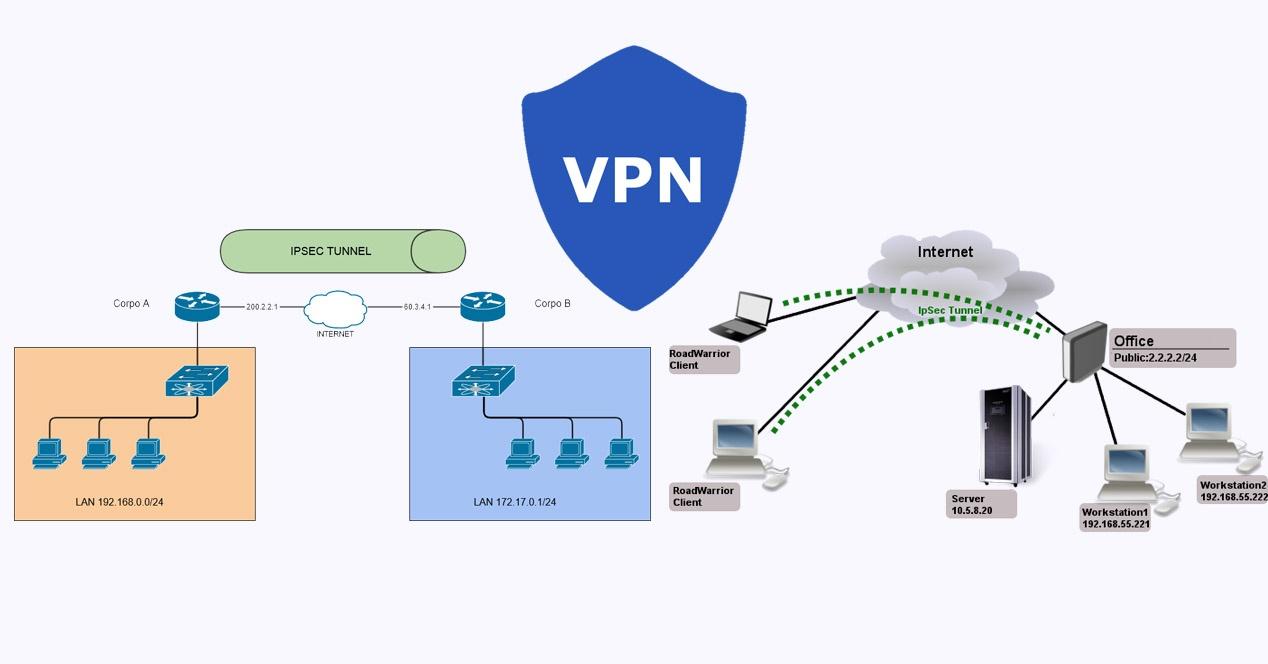 VPN
IPSEC TUNNEL
Corpo A
200.2.2.1
INTERNET
60.3.4.1
Corpo B
LAN 192.168.0.0/24
LAN 172.17.0.1/24
Internet
IpSec Tunnel
RoadWarrior
Client
Office
Public:2.2.2.2/24
RoadWarrior
Client
Server
10.5.8.20
Workstation1
192.168.55.221
Workstation2
192.168.55.222